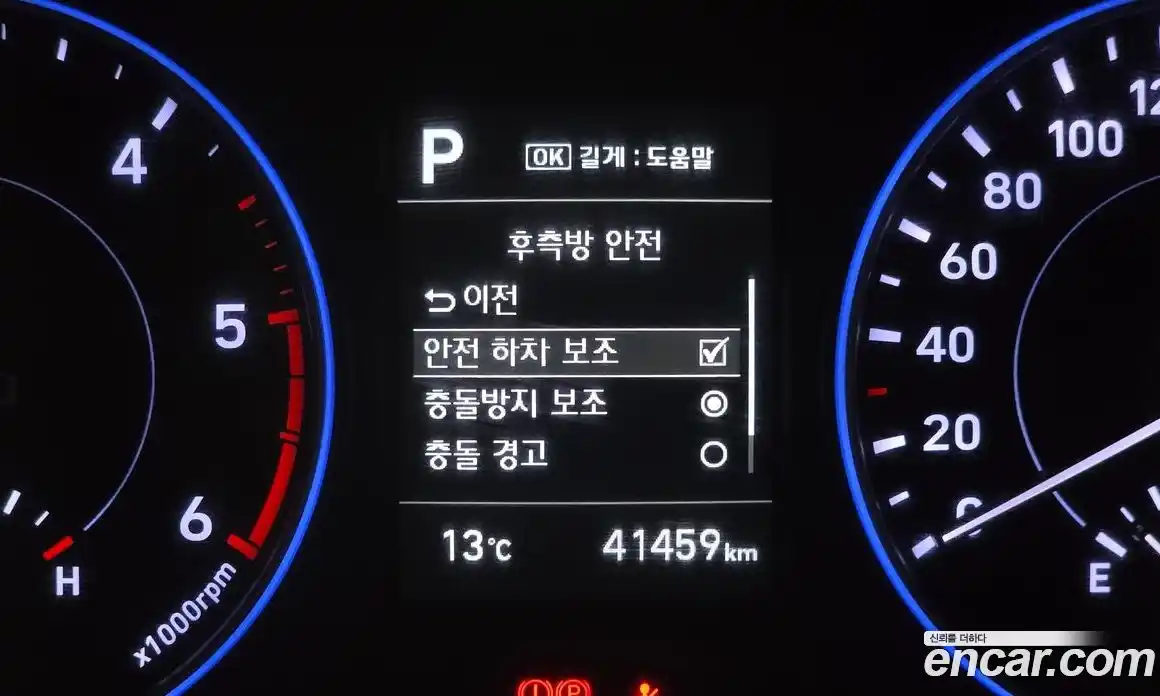 P
OK 길게 : 도움말
후측방 안전
이전
안전 하차 보조
충돌방지 보조
충돌 경고
13℃ 41459km
4
5
6
x1000rpm
H
100
80
60
40
20
0
E
신뢰를 더하다
encar.com